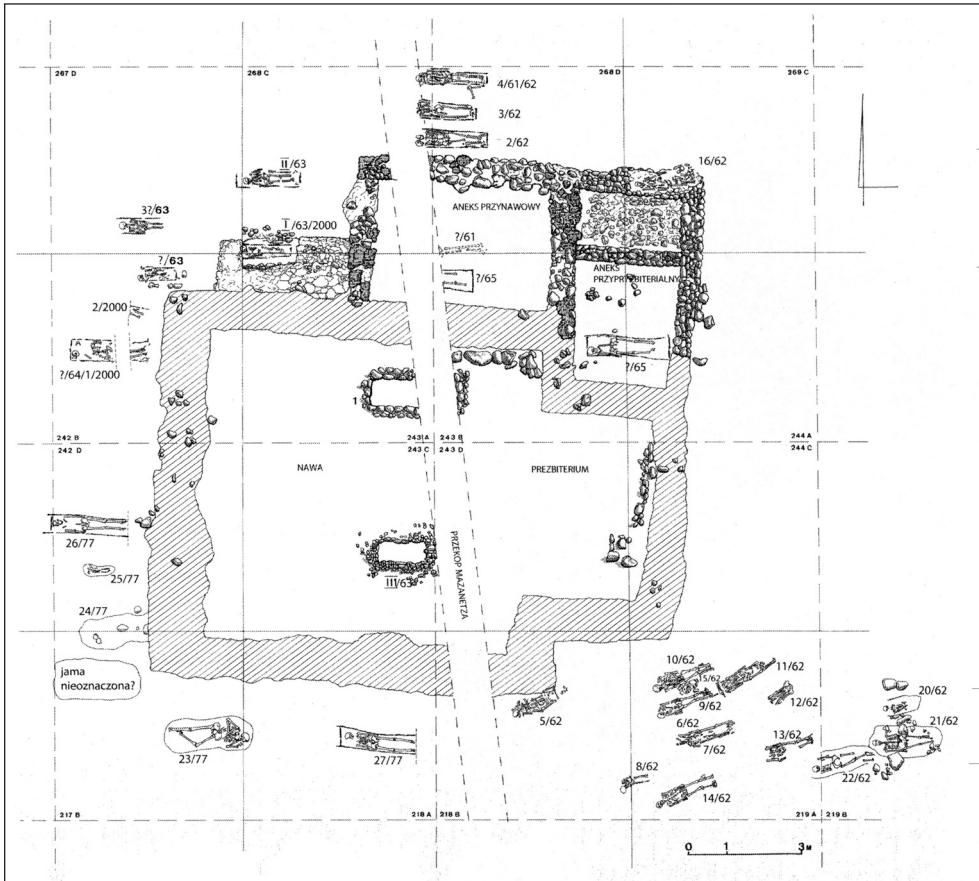 267 D
268 C
268 D
269 C
4/61/62
3/62
2/62
16/62
II/63
3?/63
ANEKS PRZYNAWOWY
I/63/2000
?/61
?/63
ANEKS
PRZYPREZBITERIALNY
?/65
2/2000
?/64/1/2000
?/65
1
242 B
242 D
243 A
243 B
243 C
243 D
244 A
244 C
NAWA
PREZBITERIUM
PRZEKOP MAZANETZA
26/77
III/63
25/77
24/77
jama
nieoznaczona?
10/62
11/62
15/62
12/62
9/62
20/62
5/62
6/62
21/62
13/62
7/62
23/77
27/77
22/62
8/62
14/62
217 B
218 A
218 B
219 A
219 B
0 1 3 M